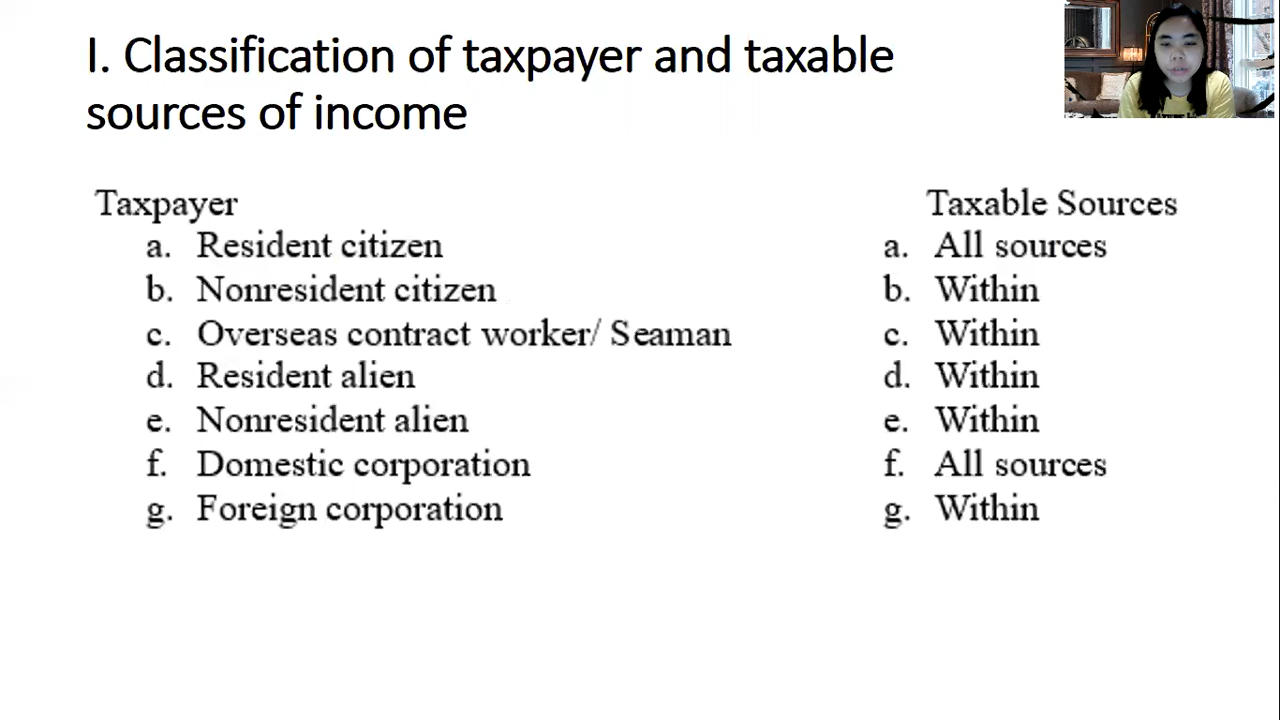 I. Classification of taxpayer and taxable
sources of income
Taxpayer
a. Resident citizen
b. Nonresident citizen
c. Overseas contract worker/ Seaman
d. Resident alien
e. Nonresident alien
f. Domestic corporation
g. Foreign corporation
Taxable Sources
a. All sources
b. Within
c. Within
d. Within
e. Within
f. All sources
g. Within